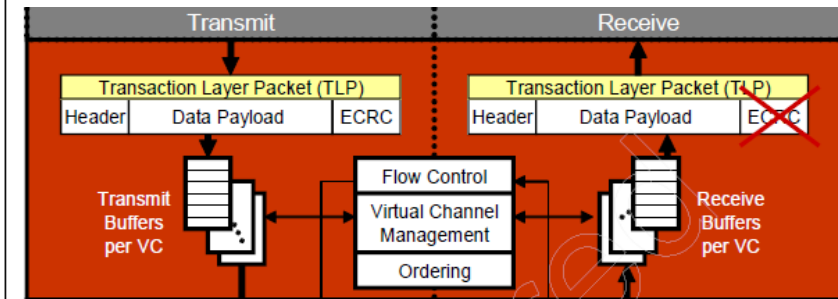 Transmit
Receive
Transaction Layer Packet (TLP)
Header
Data Payload
ECRC
Transaction Layer Packet (TLP)
Header
Data Payload
ECRC
Transmit
Buffers
per VC
Flow Control
Virtual Channel
Management
Ordering
Receive
Buffers
per VC